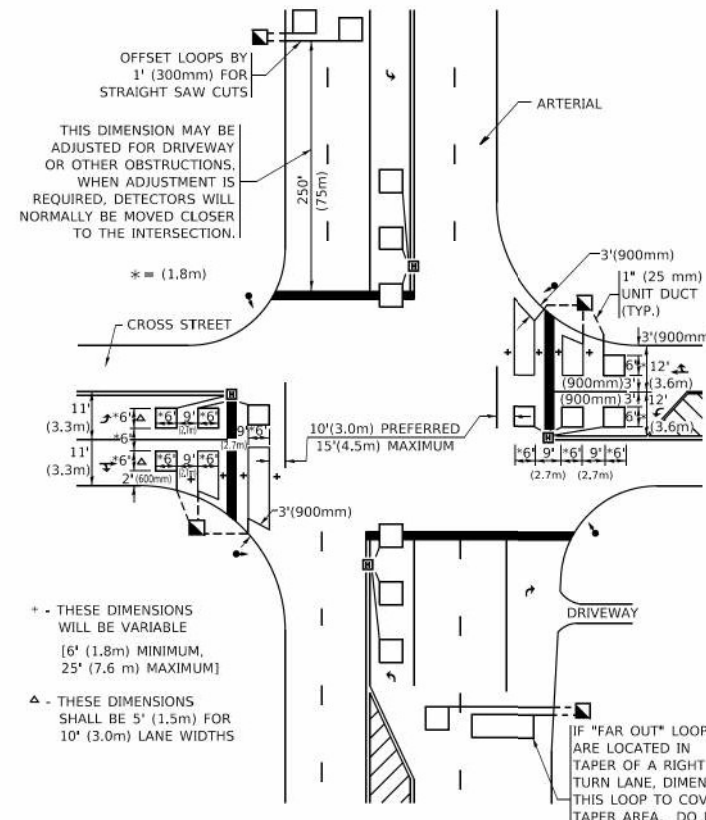 OFFSET LOOPS BY
1' (300mm) FOR
STRAIGHT SAW CUTS
THIS DIMENSION MAY BE
ADJUSTED FOR DRIVEWAY
OR OTHER OBSTRUCTIONS.
WHEN ADJUSTMENT IS
REQUIRED, DETECTORS WILL
NORMALLY BE MOVED CLOSER
TO THE INTERSECTION.
250'
(75m)
ARTERIAL
* = (1.8m)
CROSS STREET
H
3'(900mm)
1" (25 mm)
UNIT DUCT
(TYP.)
3'(900mm
6'*
12'
(3.6m)
(900mm)3'
(900mm)3'
12'
(3.6m)
6'*
*6' 9' *6' 9' *6'
(2.7m) (2,7m)
H
H
11'
(3.3m)
*6' △
*6' 9' *6'
*6'
9' *6'
(2.7m)
11'
(3.3m)
*6' △
*6' 9' *6'
2' (600mm)
10'(3.0m) PREFERRED
15'(4.5m) MAXIMUM
3'(900mm)
H
+ - THESE DIMENSIONS
WILL BE VARIABLE
[6' (1.8m) MINIMUM,
25' (7.6 m) MAXIMUM]
△ - THESE DIMENSIONS
SHALL BE 5' (1.5m) FOR
10' (3.0m) LANE WIDTHS
DRIVEWAY
IF "FAR OUT" LOOP
ARE LOCATED IN
TAPER OF A RIGHT
TURN LANE, DIMEN
THIS LOOP TO COV
TAPER AREA. DO